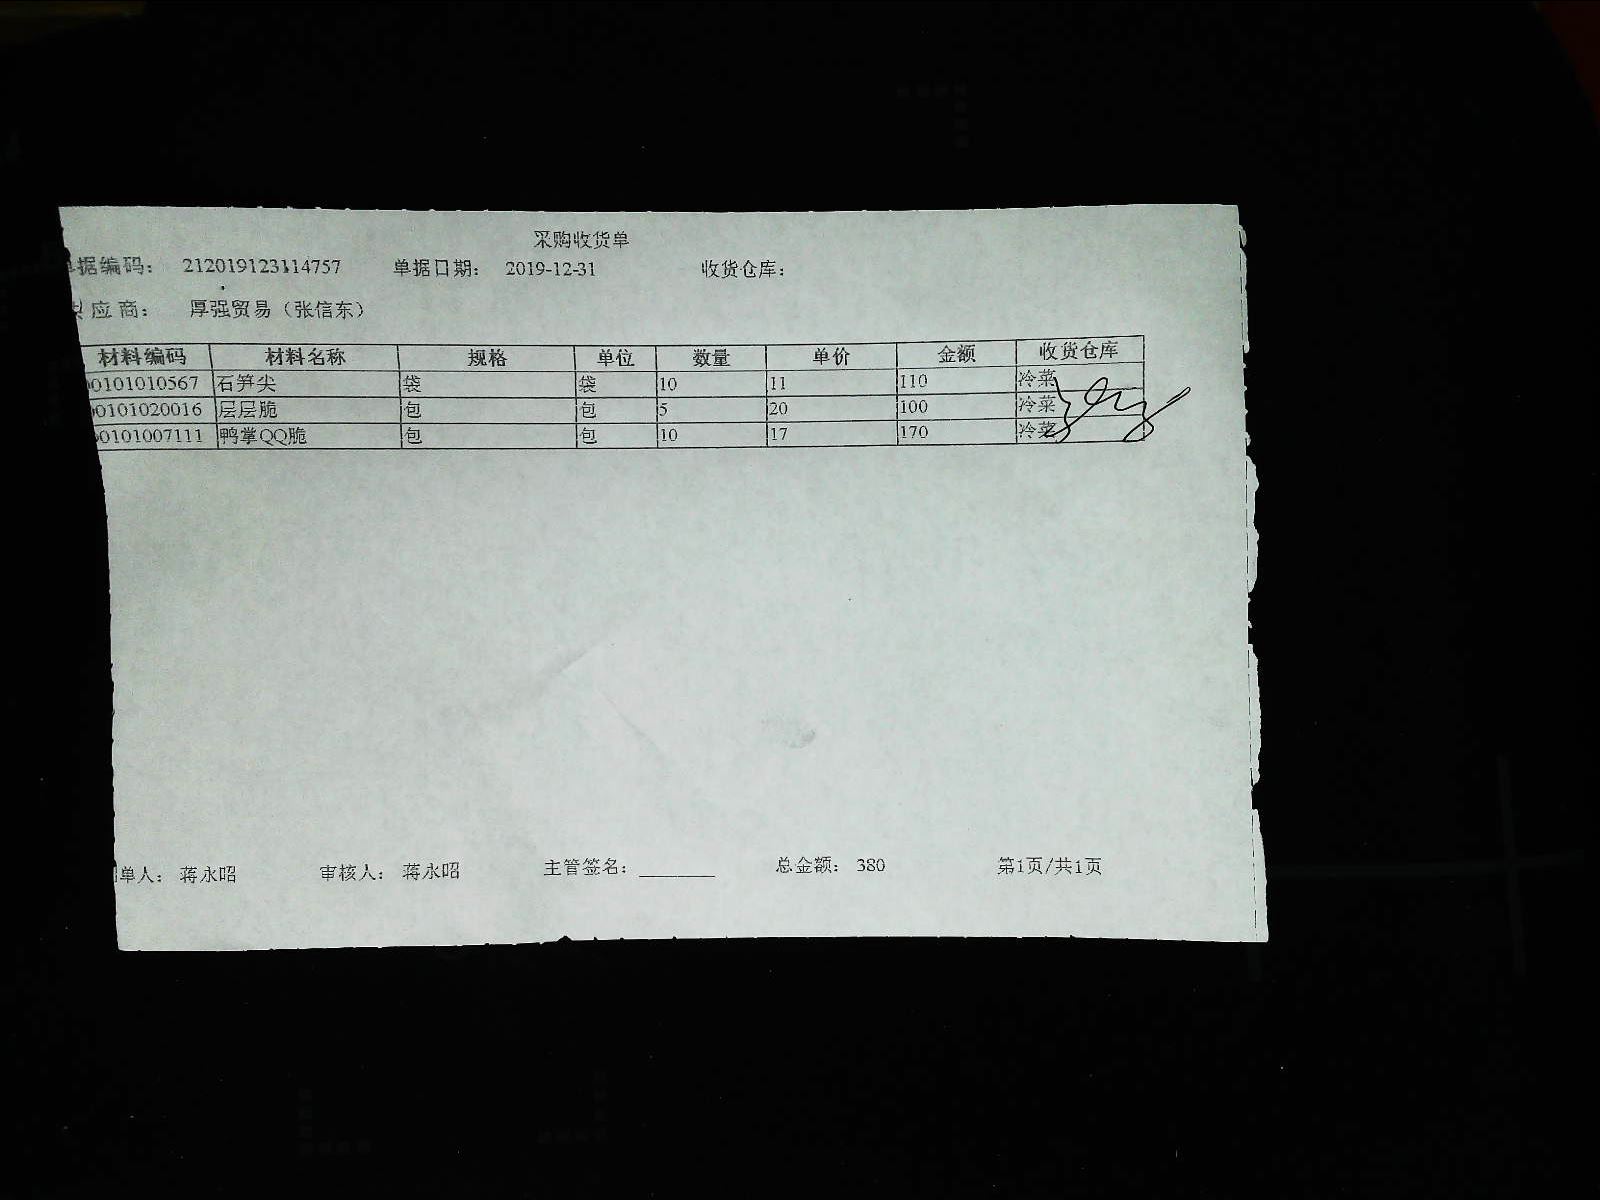 采购收货单
单据编码： 212019123114757 单据日期： 2019-12-31 收货仓库：
供应商： 厚强贸易（张信东）
材料编码 材料名称 规格 单位 数量 单价 金额 收货仓库
00101010567 石笋尖 袋 袋 10 11 110 冷菜
00101020016 层层脆 包 包 5 20 100 冷菜
00101007111 鸭掌QQ脆 包 包 10 17 170 冷菜
单人： 蒋永昭 审核人： 蒋永昭 主管签名：______ 总金额： 380 第1页/共1页